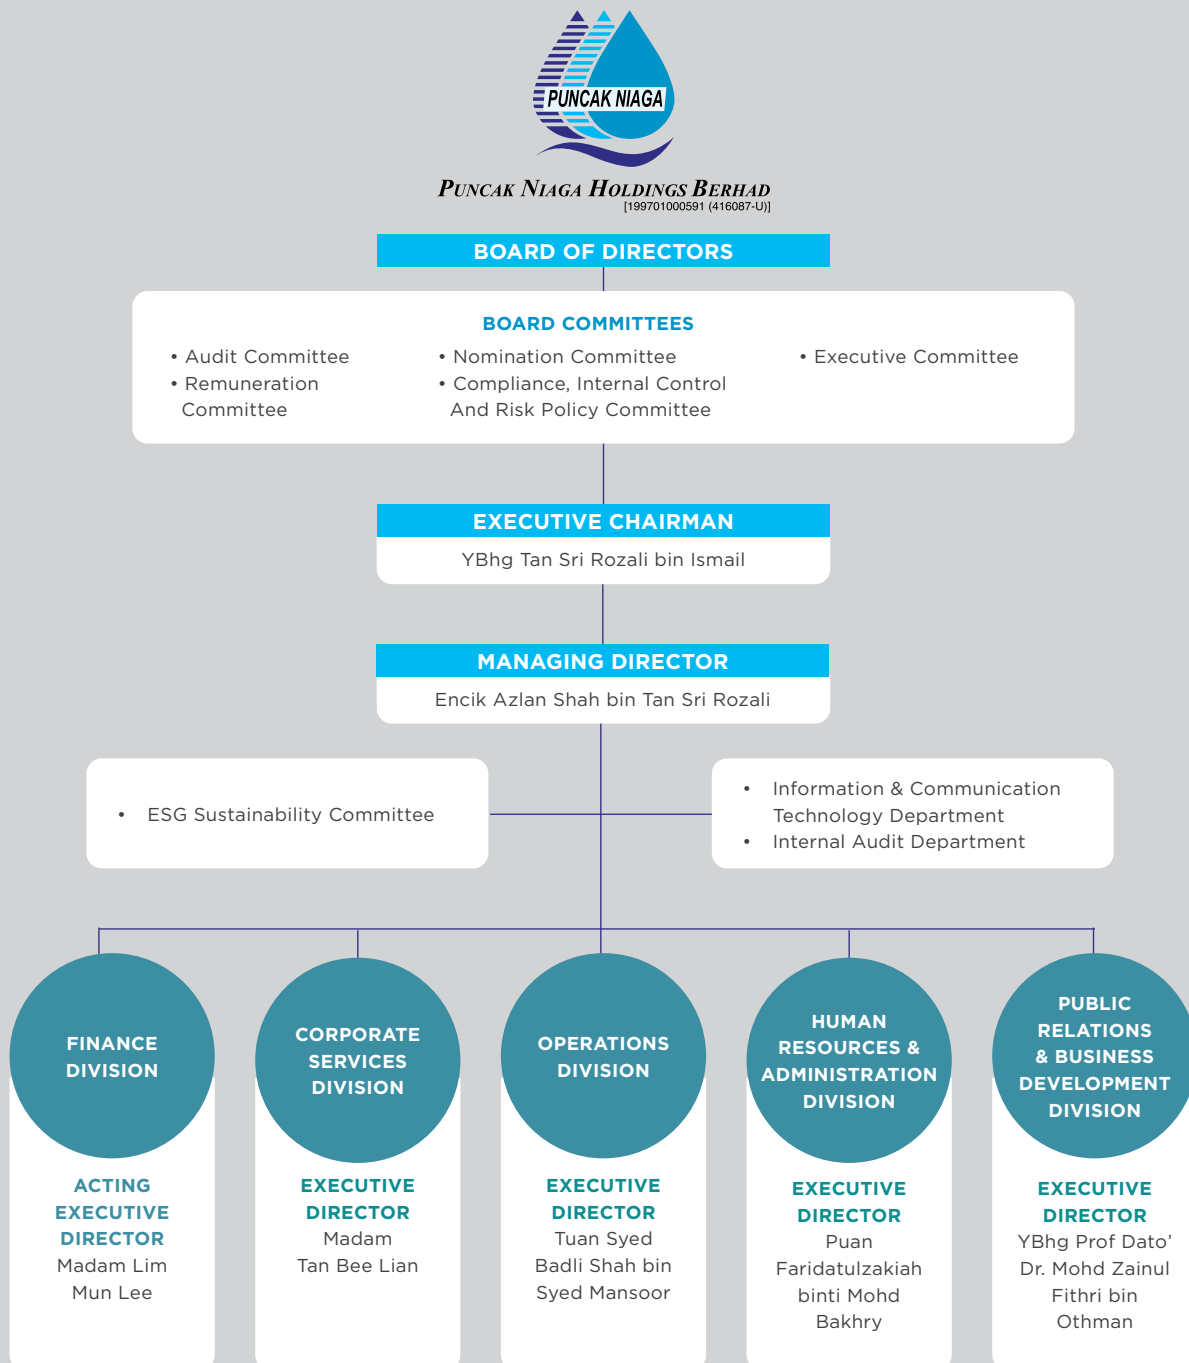 PUNCAK NIAGA
PUNCAK NIAGA HOLDINGS BERHAD
[199701000591 (416087-U)]
BOARD OF DIRECTORS
BOARD COMMITTEES
• Audit Committee
• Remuneration
Committee
• Nomination Committee
• Compliance, Internal Control
And Risk Policy Committee
• Executive Committee
EXECUTIVE CHAIRMAN
YBhg Tan Sri Rozali bin Ismail
MANAGING DIRECTOR
Encik Azlan Shah bin Tan Sri Rozali
• ESG Sustainability Committee
• Information & Communication
Technology Department
• Internal Audit Department
FINANCE
DIVISION
ACTING
EXECUTIVE
DIRECTOR
Madam Lim
Mun Lee
CORPORATE
SERVICES
DIVISION
EXECUTIVE
DIRECTOR
Madam
Tan Bee Lian
OPERATIONS
DIVISION
EXECUTIVE
DIRECTOR
Tuan Syed
Badli Shah bin
Syed Mansoor
HUMAN
RESOURCES &
ADMINISTRATION
DIVISION
EXECUTIVE
DIRECTOR
Puan
Faridatulzakiah
binti Mohd
Bakhry
PUBLIC
RELATIONS
& BUSINESS
DEVELOPMENT
DIVISION
EXECUTIVE
DIRECTOR
YBhg Prof Dato’
Dr. Mohd Zainul
Fithri bin
Othman